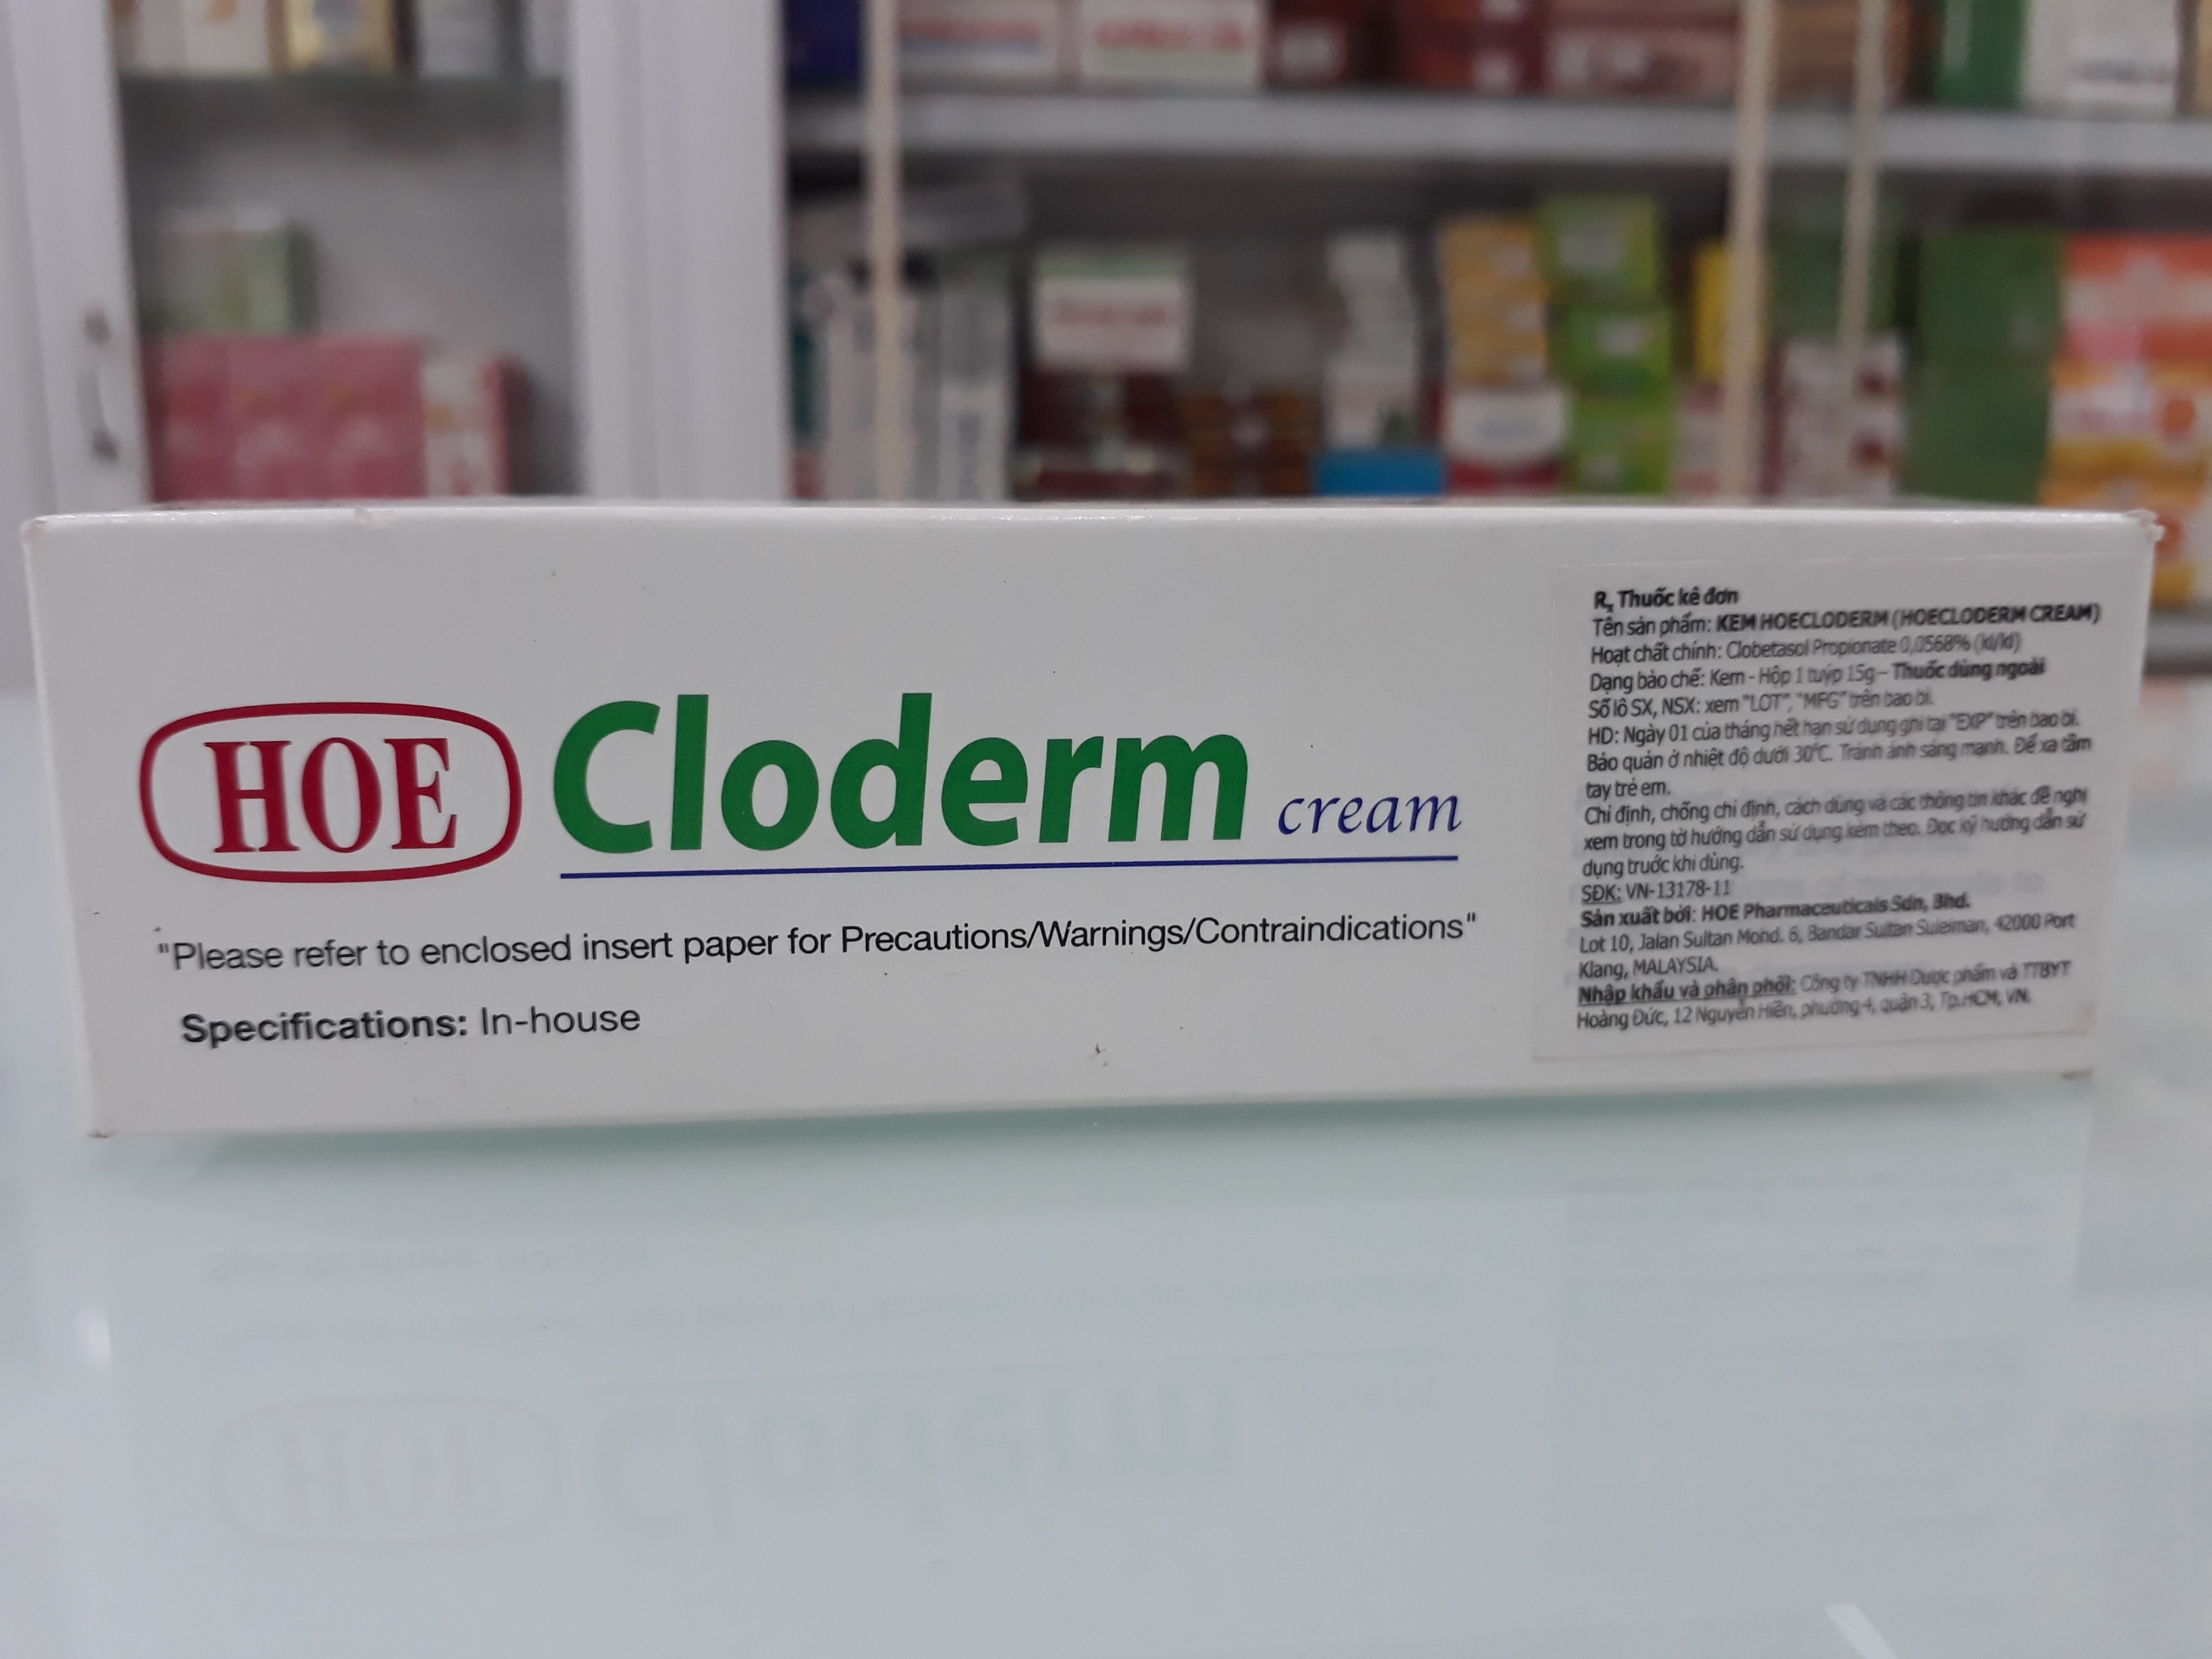 HOE Cloderm cream
"Please refer to enclosed insert paper for Precautions/Warnings/Contraindications"
Specifications: In-house
Rx Thuốc kê đơn
Tên sản phẩm: KEM HOECLODERM (HOECLODERM CREAM)
Hoạt chất chính: Clobetasol Propionate 0,0568% (kl/kl)
Dạng bào chế: Kem - Hộp 1 tuýp 15g – Thuốc dùng ngoài
Số lô SX, NSX: xem "LOT", "MFG" trên bao bì.
HD: Ngày 01 của tháng hết hạn sử dụng ghi tại "EXP" trên bao bì.
Bảo quản ở nhiệt độ dưới 30°C. Tránh ánh sáng mạnh. Để xa tầm
tay trẻ em.
Chỉ định, chống chỉ định, cách dùng và các thông tin khác đề nghị
xem trong tờ hướng dẫn sử dụng kèm theo. Đọc kỹ hướng dẫn sử
dụng trước khi dùng.
SĐK: VN-13178-11
Sản xuất bởi: HOE Pharmaceuticals Sdn, Bhd.
Lot 10, Jalan Sultan Mohd. 6, Bandar Sultan Suleiman, 42000 Port
Klang, MALAYSIA.
Nhập khẩu và phân phối: Công ty TNHH Dược phẩm và TTBYT
Hoàng Đức, 12 Nguyễn Hiền, phường 4, quận 3, Tp.HCM, VN.